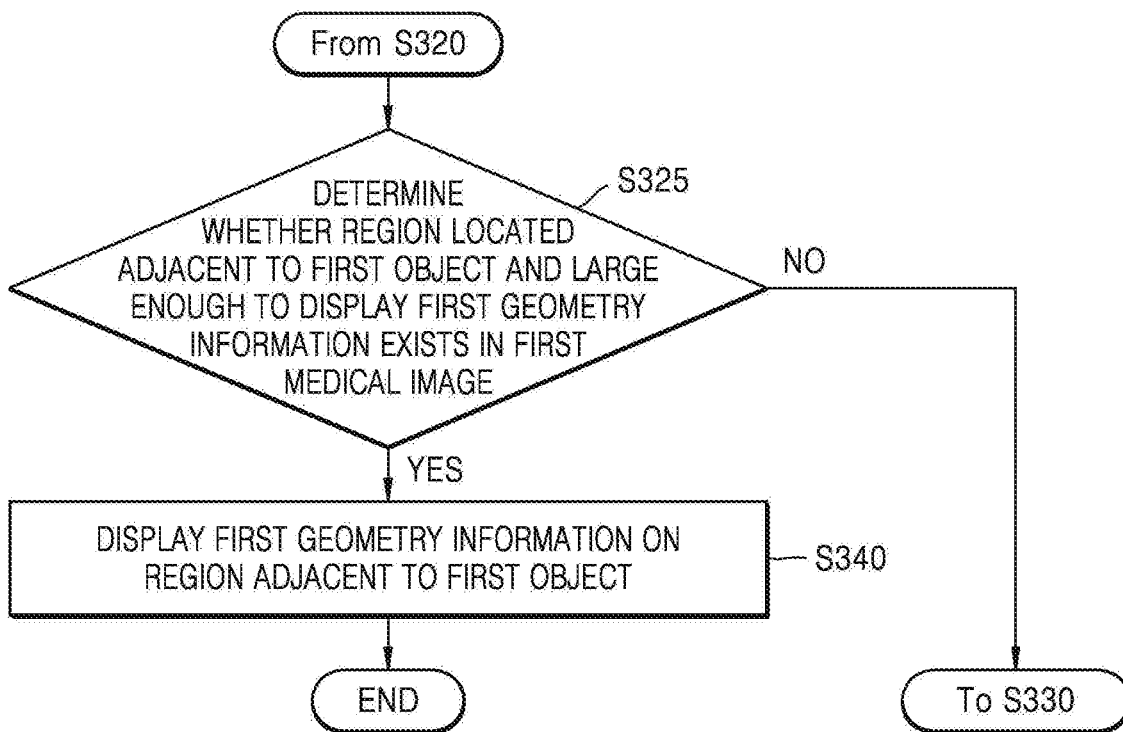 From S320
S325
DETERMINE
WHETHER REGION LOCATED
ADJACENT TO FIRST OBJECT AND LARGE
ENOUGH TO DISPLAY FIRST GEOMETRY
INFORMATION EXISTS IN FIRST
MEDICAL IMAGE
NO
YES
DISPLAY FIRST GEOMETRY INFORMATION ON
REGION ADJACENT TO FIRST OBJECT
S340
END
To S330